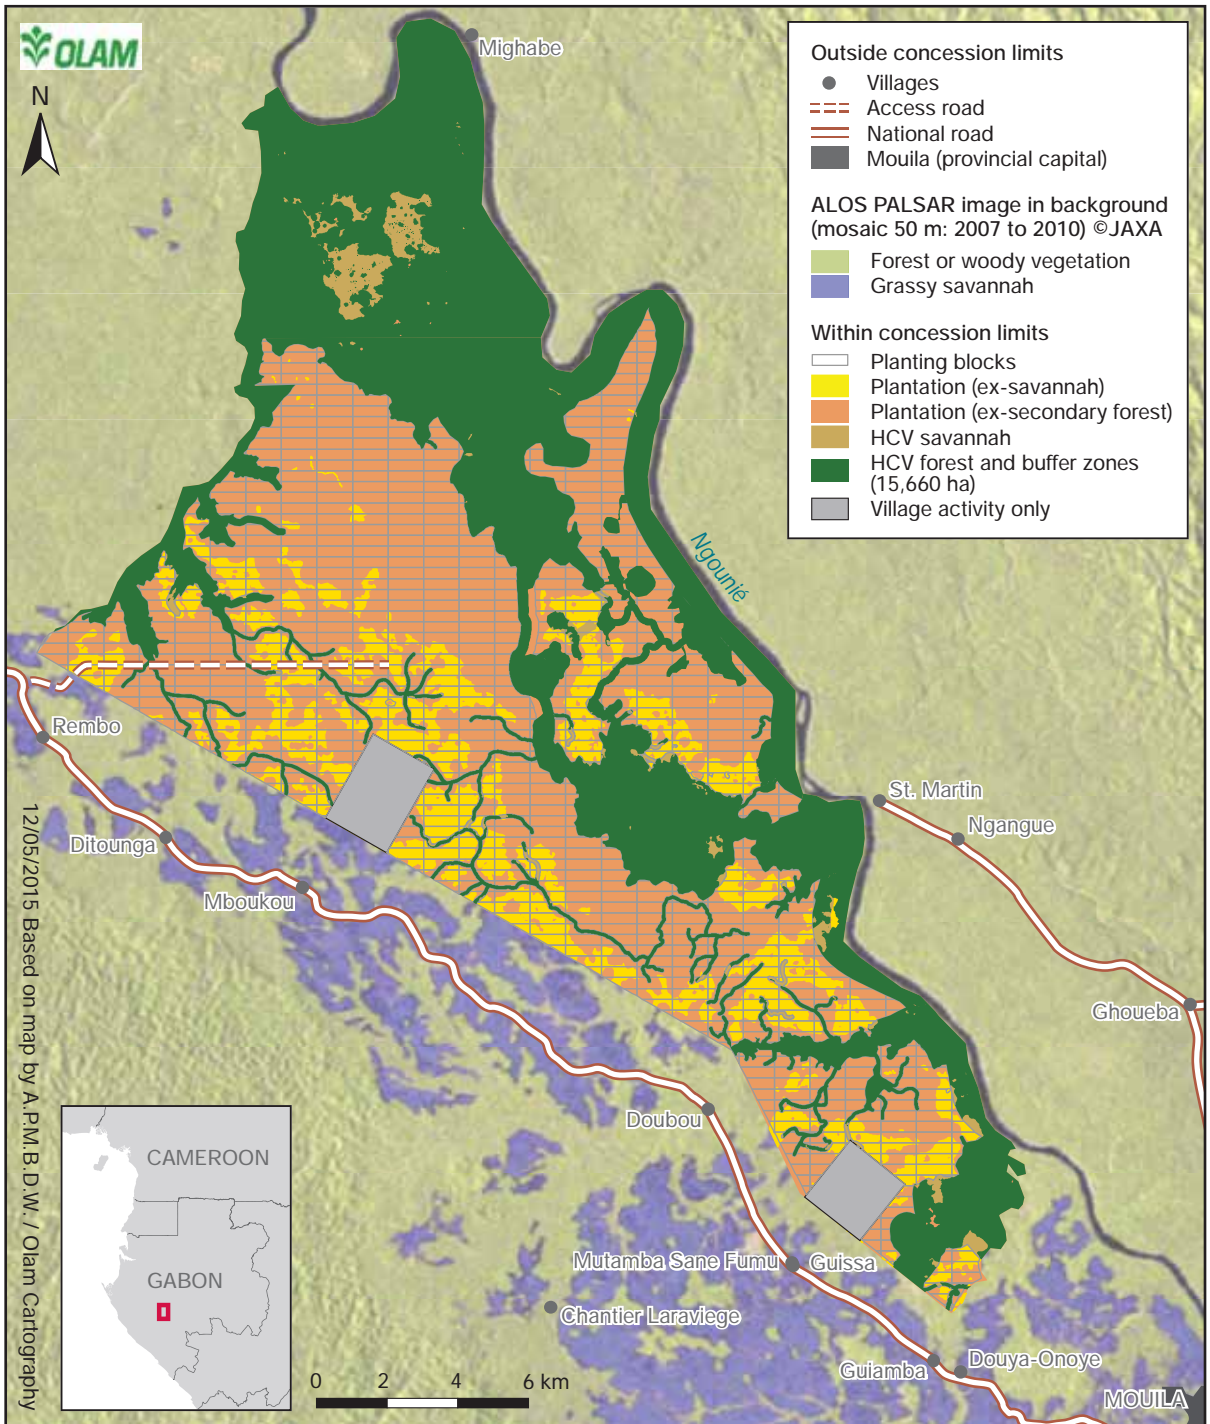 OLAM
N
Mighabe
Outside concession limits
Villages
Access road
National road
Mouila (provincial capital)
ALOS PALSAR image in background
(mosaic 50 m: 2007 to 2010) ©JAXA
Forest or woody vegetation
Grassy savannah
Within concession limits
Planting blocks
Plantation (ex-savannah)
Plantation (ex-secondary forest)
HCV savannah
HCV forest and buffer zones
(15,660 ha)
Village activity only
Ngounié
Rembo
St. Martin
Ngangue
Ditounga
Mboukou
Ghoueba
Doubou
Mutamba Sane Fumu
Guissa
Chantier Laraviege
Guiamba
Douya-Onoye
MOUILA
CAMEROON
GABON
0 2 4 6 km
12/05/2015 Based on map by A.P.M.B.D.W. / Olam Cartography